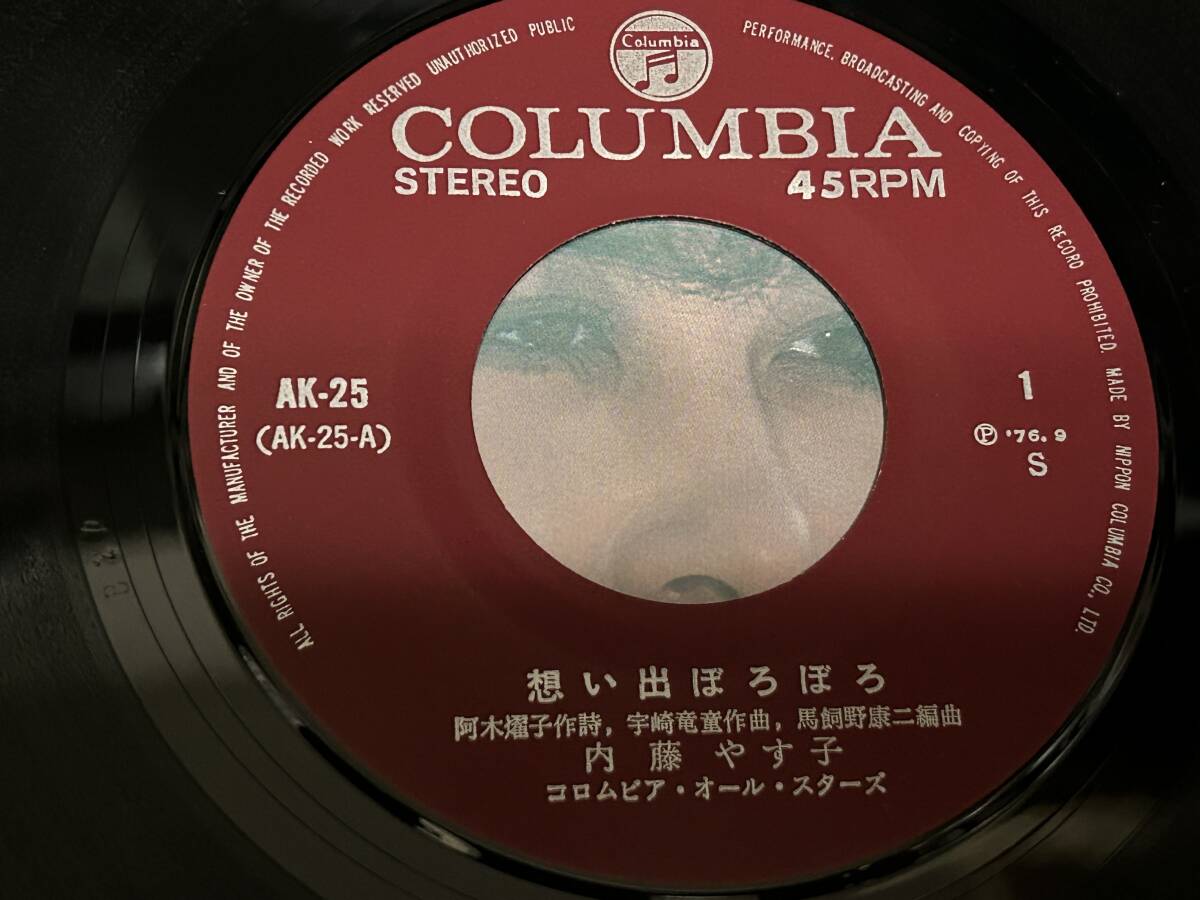 Columbia
COLUMBIA
STEREO 45RPM
AK-25
(AK-25-A)
1
Ⓟ '76.9
S
想い出ぼろぼろ
阿木燿子作詩,宇崎竜童作曲, 馬飼野康二編曲
内藤やす子
コロムビア・オール・スターズ
ALL RIGHTS OF THE MANUFACTURER AND OF THE OWNER OF THE RECORDED WORK RESERVED UNAUTHORIZED PUBLIC PERFORMANCE, BROADCASTING AND COPYING OF THIS RECORD PROHIBITED. MADE BY NIPPON COLUMBIA CO., LTD.